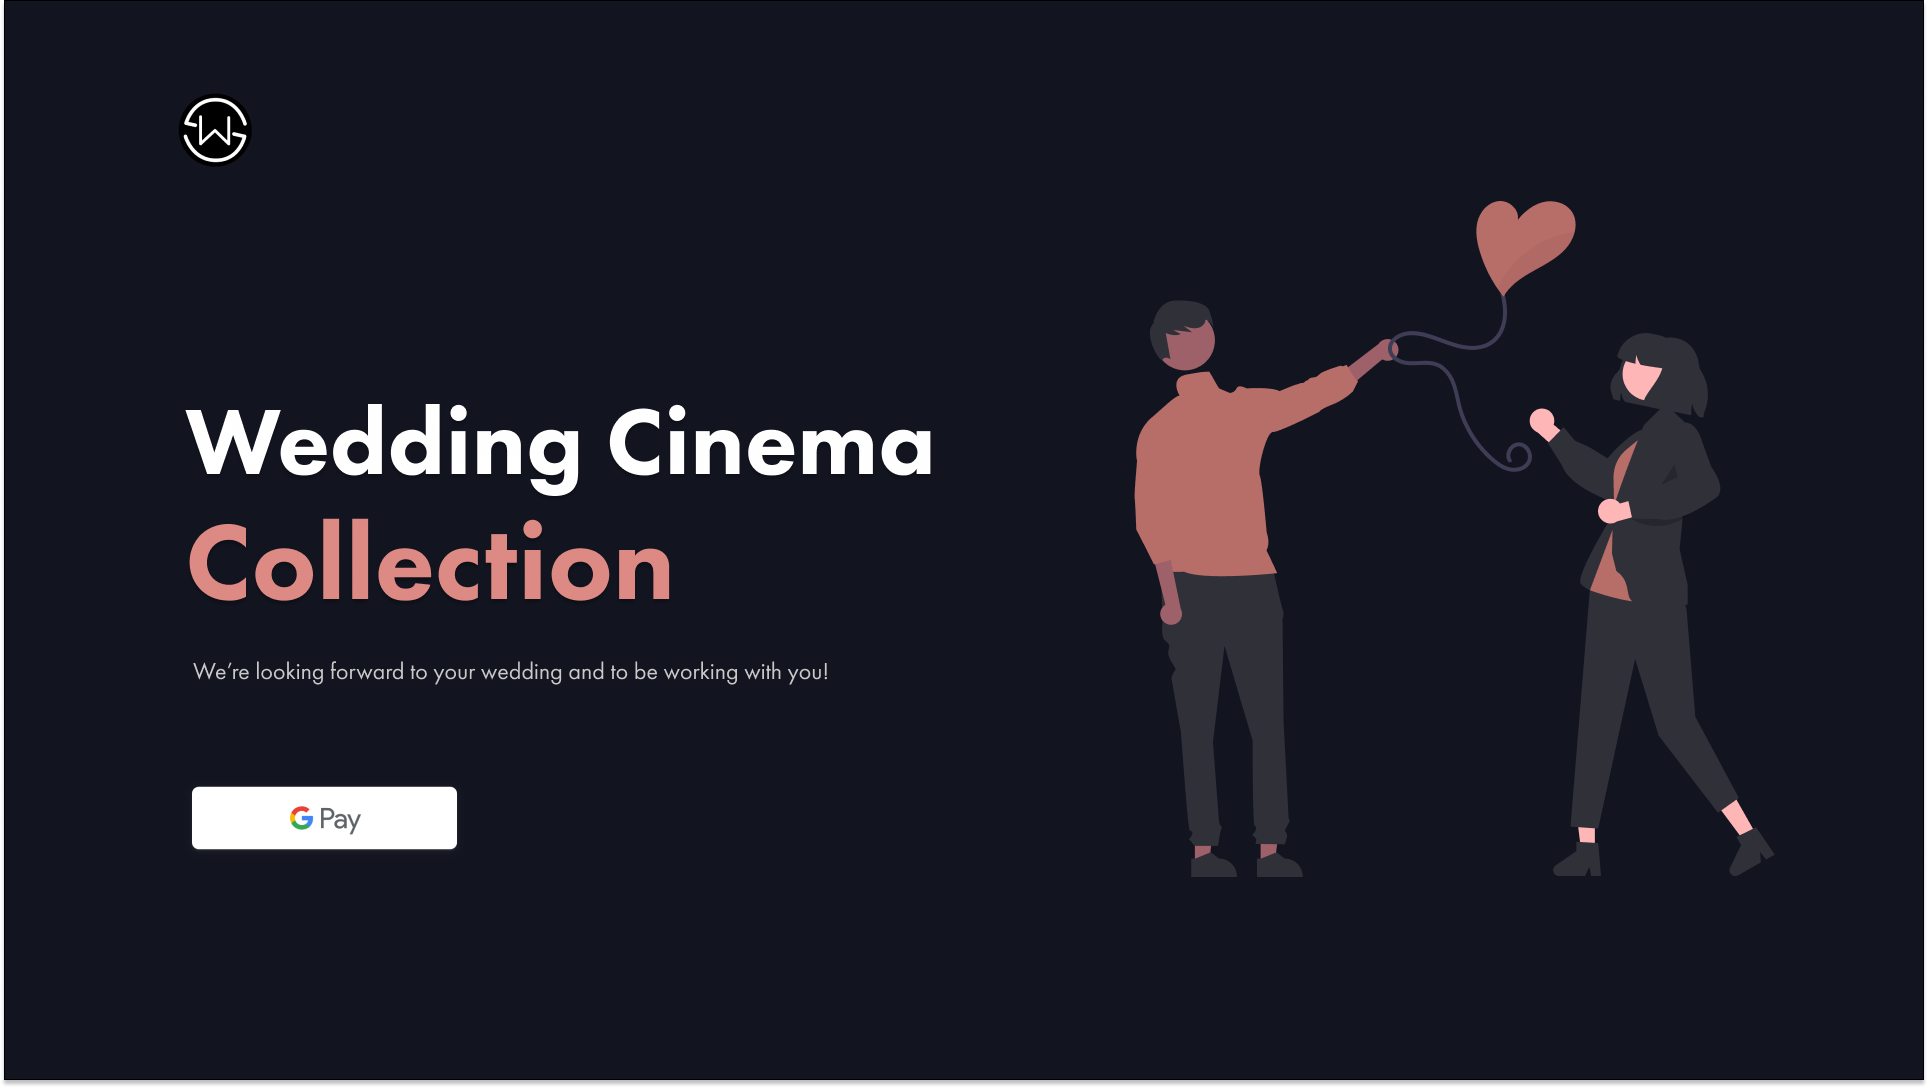 W
Wedding Cinema
Collection
We’re looking forward to your wedding and to be working with you!
G Pay